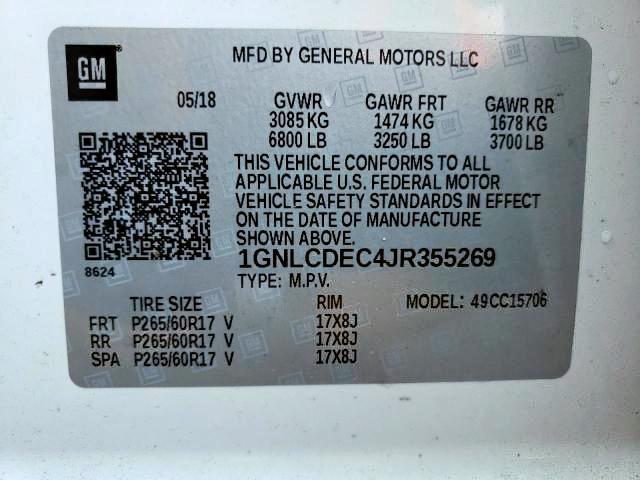 GM
MFD BY GENERAL MOTORS LLC
05/18 GVWR GAWR FRT GAWR RR
3085 KG 1474 KG 1678 KG
6800 LB 3250 LB 3700 LB
THIS VEHICLE CONFORMS TO ALL
APPLICABLE U.S. FEDERAL MOTOR
VEHICLE SAFETY STANDARDS IN EFFECT
ON THE DATE OF MANUFACTURE
SHOWN ABOVE.
8624
1GNLCDEC4JR355269
TYPE: M.P.V.
TIRE SIZE RIM MODEL: 49CC15706
FRT P265/60R17 V 17X8J
RR P265/60R17 V 17X8J
SPA P265/60R17 V 17X8J